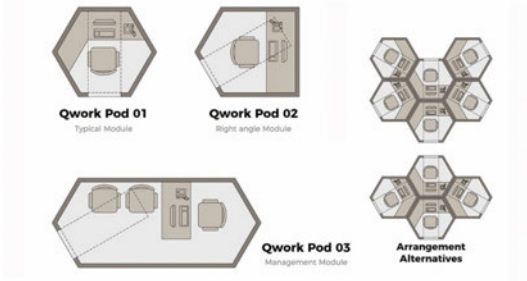 Qwork Pod 01
Typical Module
Qwork Pod 02
Right angle Module
Qwork Pod 03
Management Module
Arrangement
Alternatives